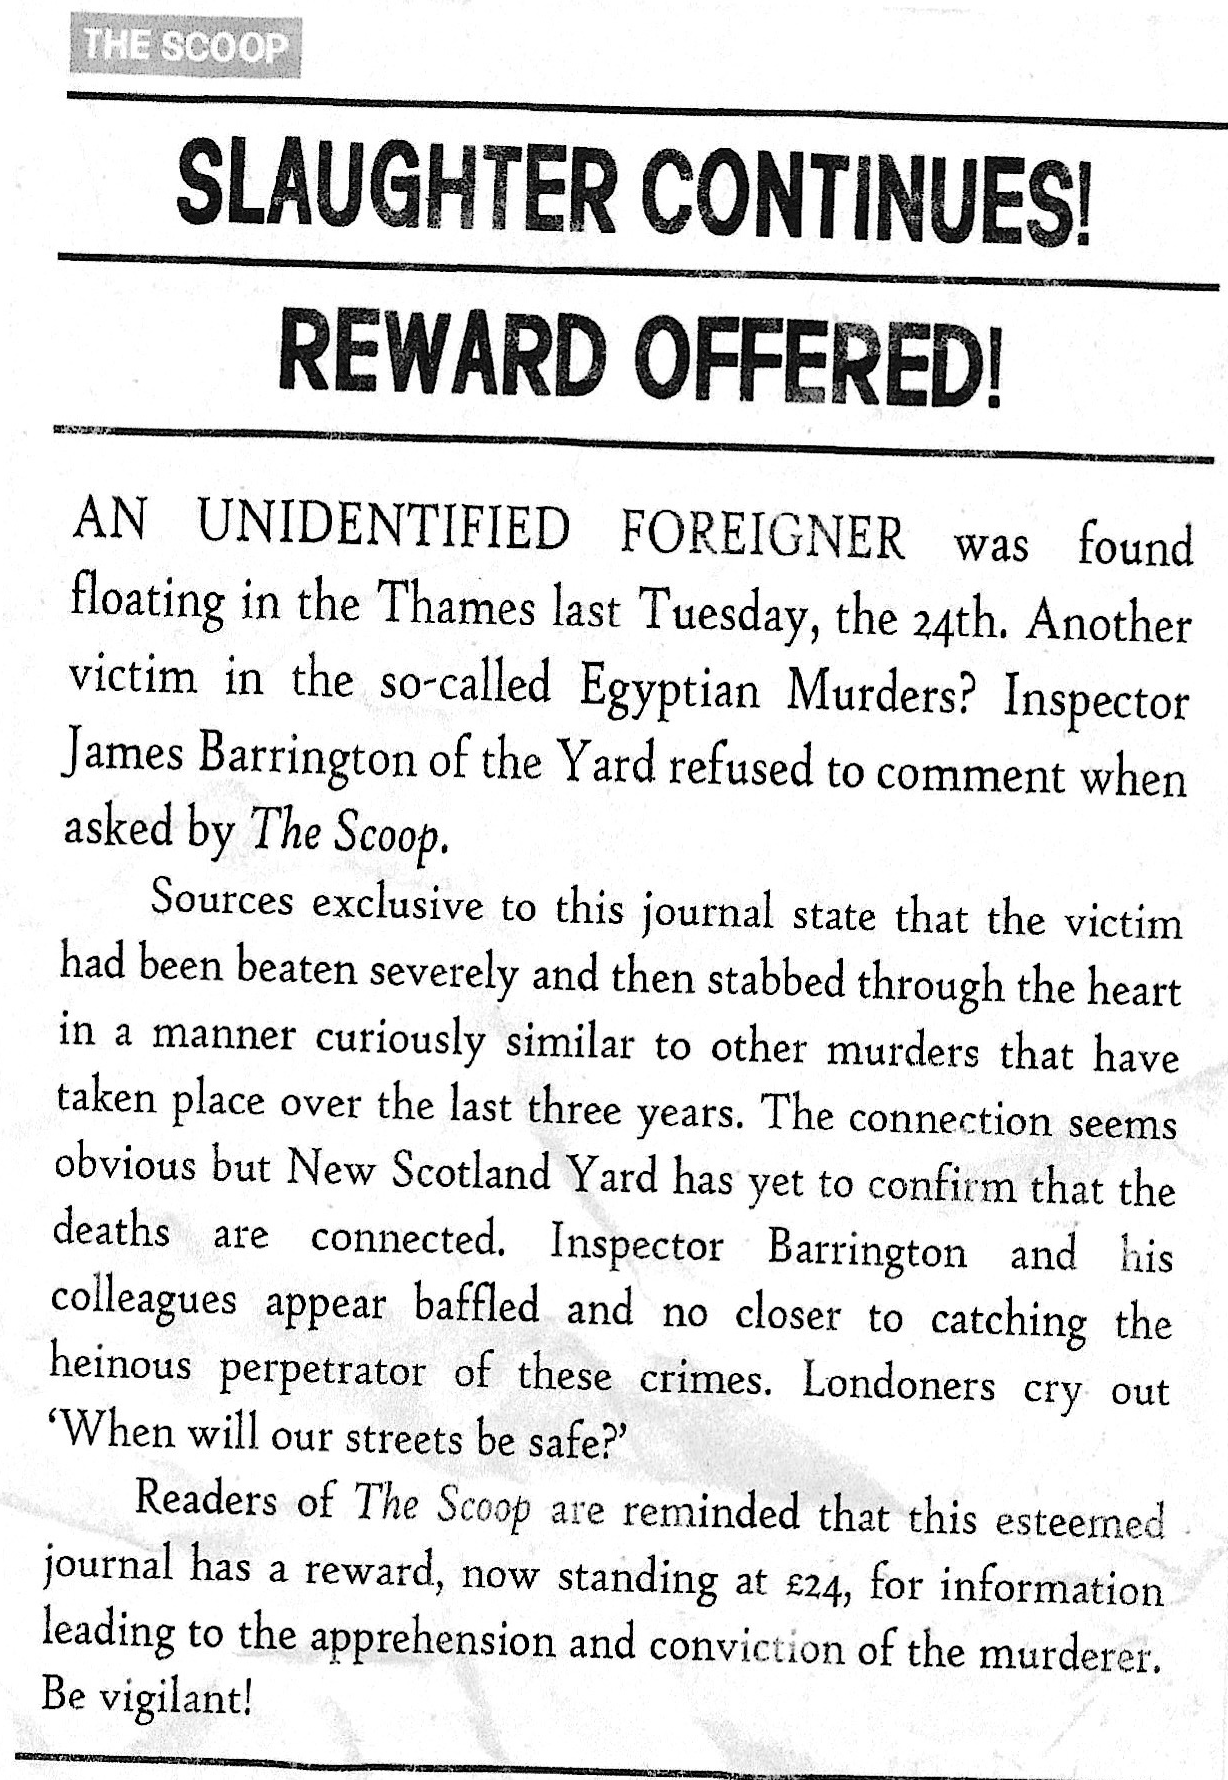 THE SCOOP
SLAUGHTER CONTINUES!
REWARD OFFERED!
AN UNIDENTIFIED FOREIGNER was found
floating in the Thames last Tuesday, the 24th. Another
victim in the so-called Egyptian Murders? Inspector
James Barrington of the Yard refused to comment when
asked by The Scoop.
Sources exclusive to this journal state that the victim
had been beaten severely and then stabbed through the heart
in a manner curiously similar to other murders that have
taken place over the last three years. The connection seems
obvious but New Scotland Yard has yet to confirm that the
deaths are connected. Inspector Barrington and his
colleagues appear baffled and no closer to catching the
heinous perpetrator of these crimes. Londoners cry out
‘When will our streets be safe?’
Readers of The Scoop are reminded that this esteemed
journal has a reward, now standing at £24, for information
leading to the apprehension and conviction of the murderer.
Be vigilant!